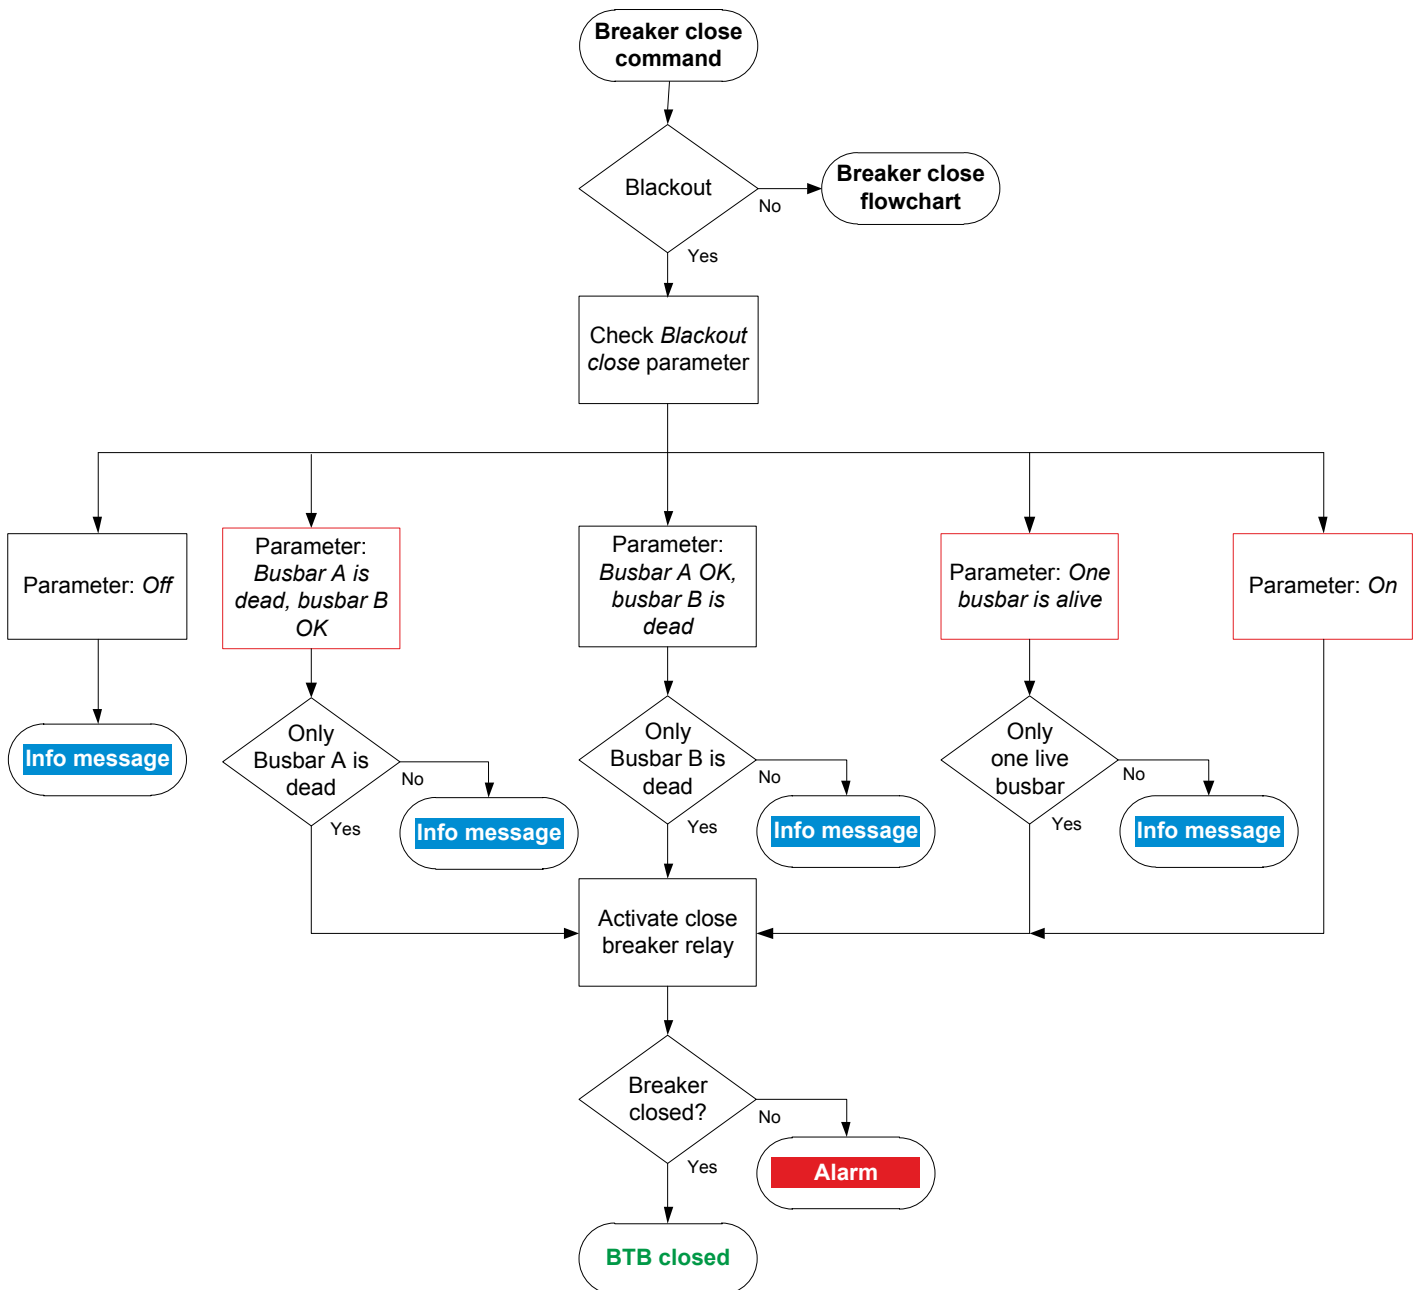 Breaker close
command
Blackout
No
Breaker close
flowchart
Yes
Check Blackout
close parameter
Parameter: Off
Parameter:
Busbar A is
dead, busbar B
OK
Parameter:
Busbar A OK,
busbar B is
dead
Parameter: One
busbar is alive
Parameter: On
Info message
Only
Busbar A is
dead
No
Yes
Info message
Only
Busbar B is
dead
No
Yes
Info message
Only
one live
busbar
No
Yes
Info message
Activate close
breaker relay
Breaker
closed?
No
Yes
Alarm
BTB closed